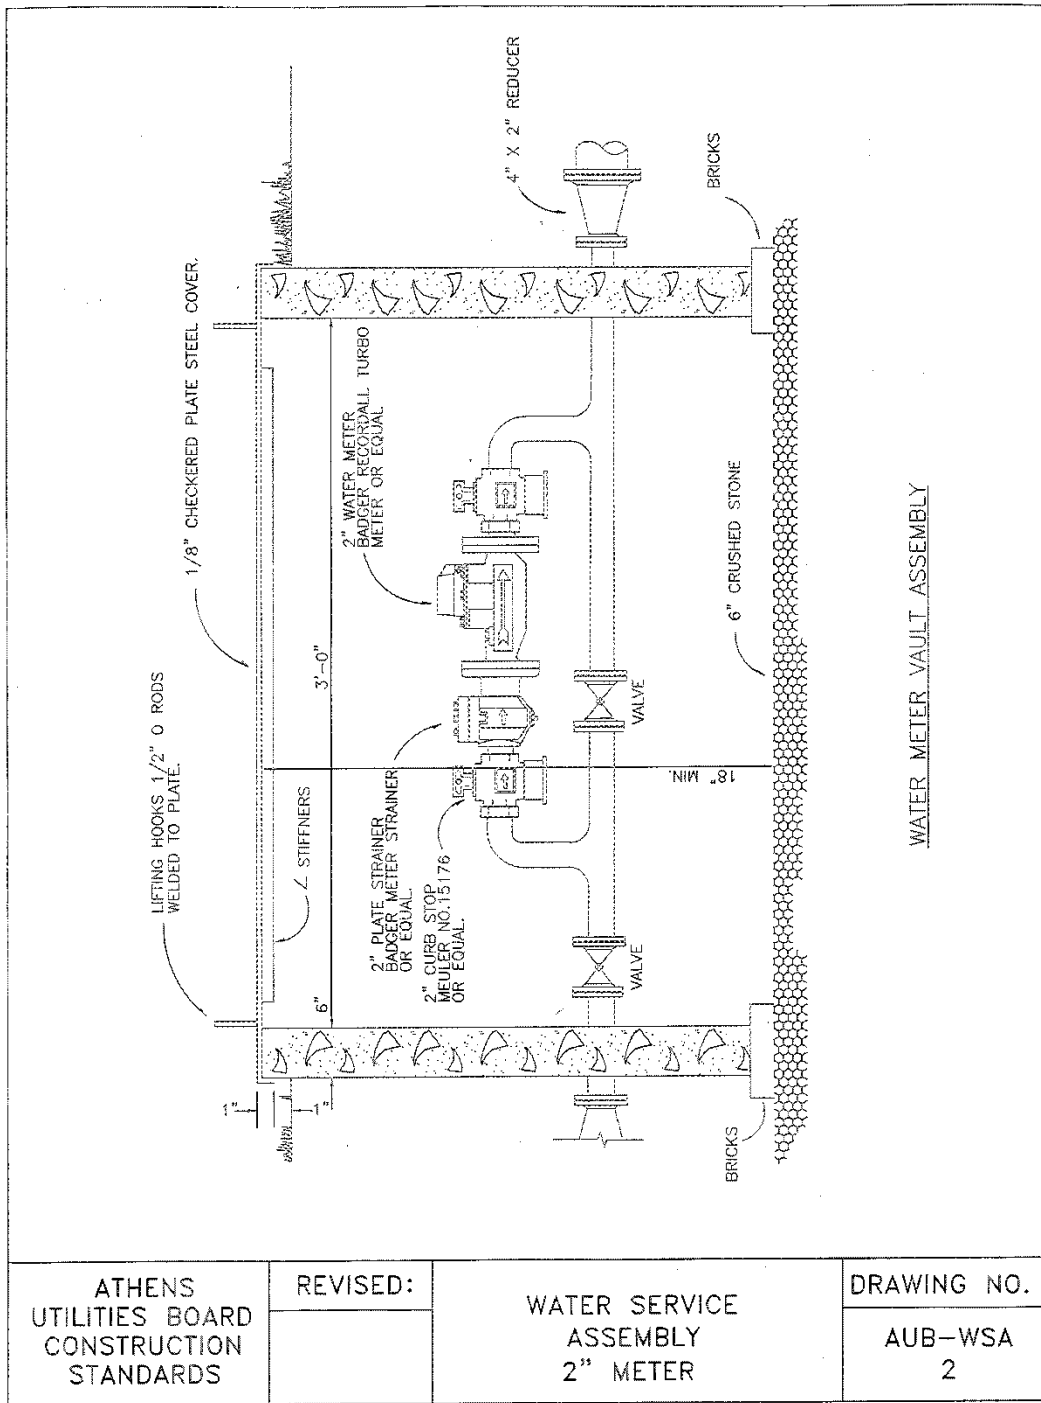 LIFTING HOOKS 1/2" O RODS
WELDED TO PLATE.
1/8" CHECKERED PLATE STEEL COVER.
1"
1"
6"
∠ STIFFNERS
3'-0"
2" WATER METER
BADGER RECORDALL TURBO
METER OR EQUAL
4" X 2" REDUCER
2" PLATE STRAINER
BADGER METER STRAINER
OR EQUAL.
2" CURB STOP
MEULER NO.15176
OR EQUAL.
VALVE
VALVE
18" MIN.
BRICKS
BRICKS
6" CRUSHED STONE
WATER METER VAULT ASSEMBLY
ATHENS
UTILITIES BOARD
CONSTRUCTION
STANDARDS
REVISED:
WATER SERVICE
ASSEMBLY
2" METER
DRAWING NO.
AUB-WSA
2